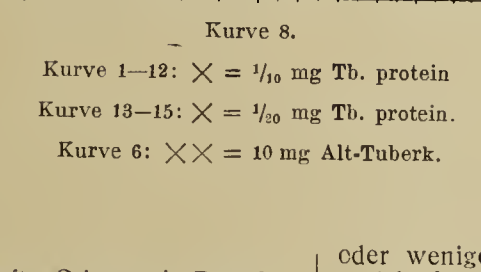 Kurve 8.
Kurve 1—12: X = 1/10 mg Tb. protein
Kurve 13—15: X = 1/20 mg Tb. protein.
Kurve 6: XX = 10 mg Alt-Tuberk.
oder